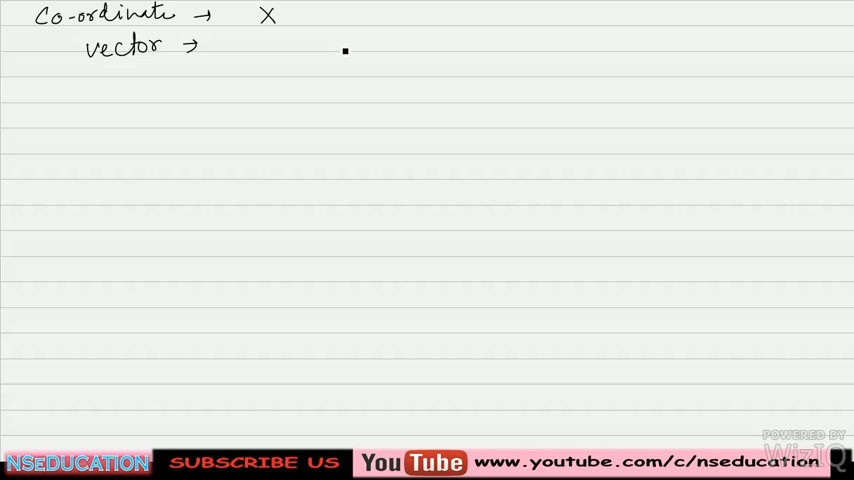 Co-ordinate → X
vector →
POWERED BY
WizIQ
NSEDUCATION SUBSCRIBE US YouTube www.youtube.com/c/nseducation